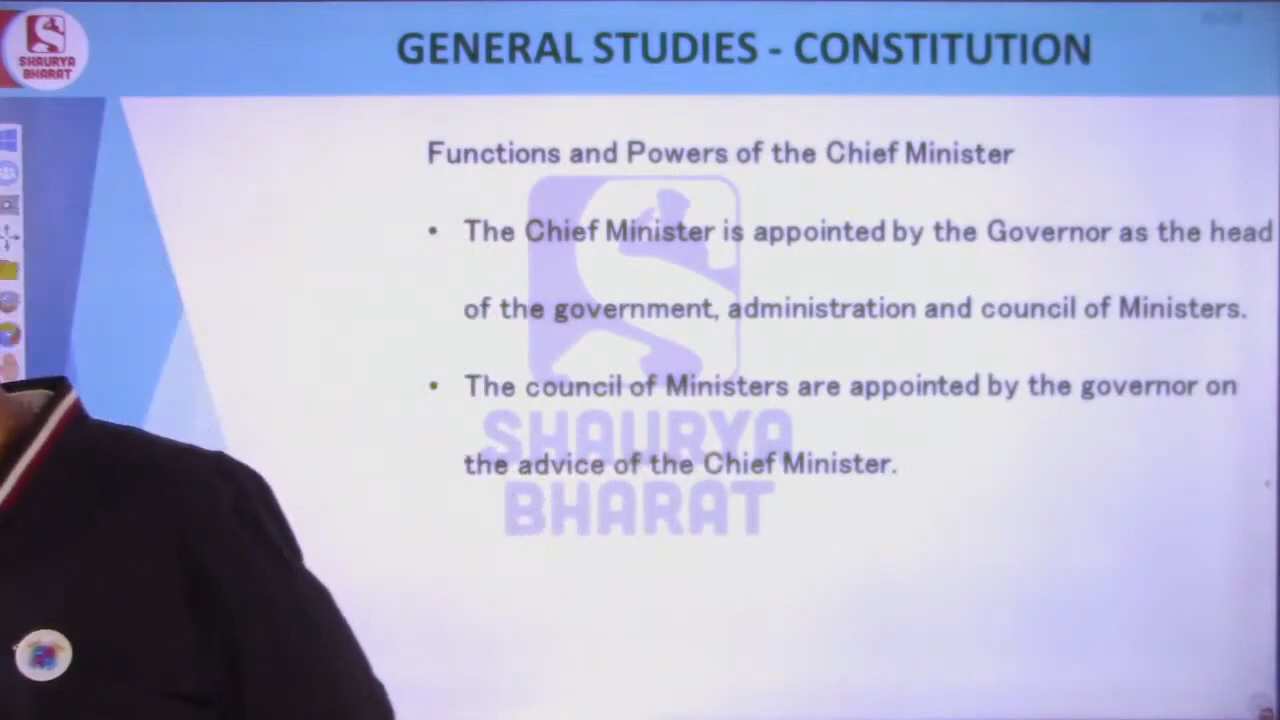 SHAURYA
BHARAT
GENERAL STUDIES - CONSTITUTION
Functions and Powers of the Chief Minister
• The Chief Minister is appointed by the Governor as the head
of the government, administration and council of Ministers.
• The council of Ministers are appointed by the governor on
the advice of the Chief Minister.
SHAURYA
BHARAT